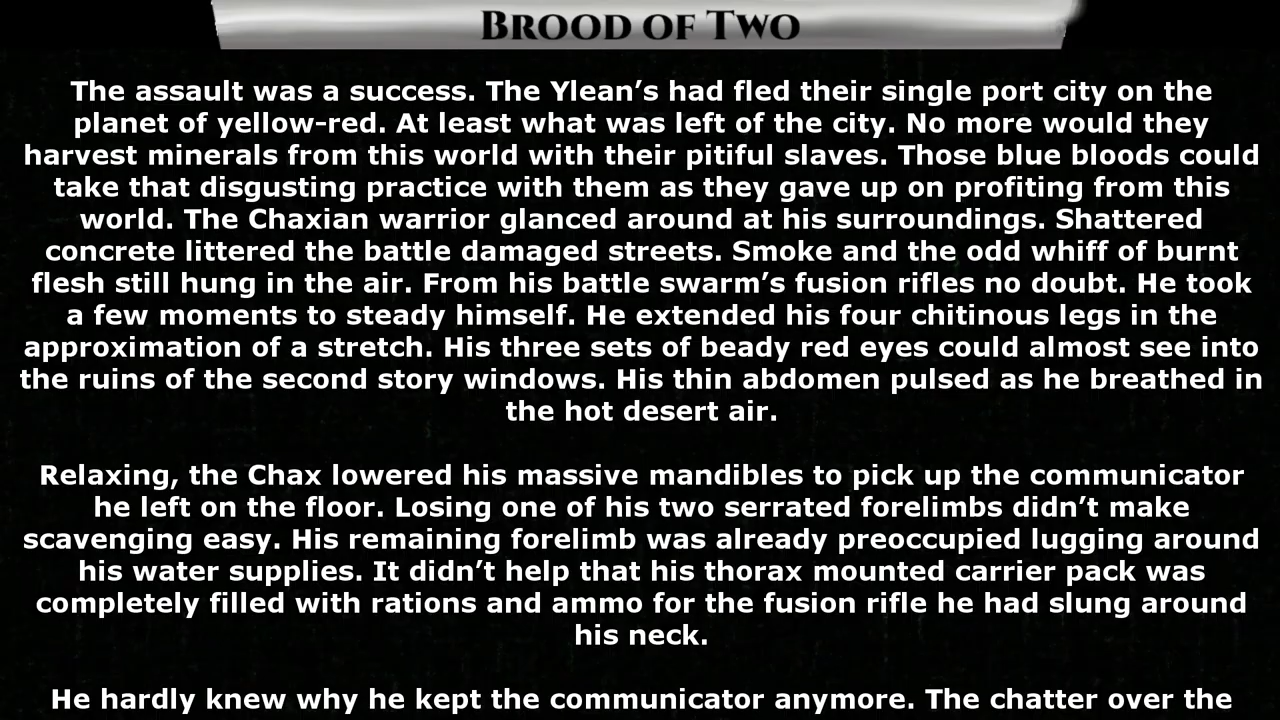 Brood of Two
The assault was a success. The Ylean’s had fled their single port city on the
planet of yellow-red. At least what was left of the city. No more would they
harvest minerals from this world with their pitiful slaves. Those blue bloods could
take that disgusting practice with them as they gave up on profiting from this
world. The Chaxian warrior glanced around at his surroundings. Shattered
concrete littered the battle damaged streets. Smoke and the odd whiff of burnt
flesh still hung in the air. From his battle swarm’s fusion rifles no doubt. He took
a few moments to steady himself. He extended his four chitinous legs in the
approximation of a stretch. His three sets of beady red eyes could almost see into
the ruins of the second story windows. His thin abdomen pulsed as he breathed in
the hot desert air.
Relaxing, the Chax lowered his massive mandibles to pick up the communicator
he left on the floor. Losing one of his two serrated forelimbs didn’t make
scavenging easy. His remaining forelimb was already preoccupied lugging around
his water supplies. It didn’t help that his thorax mounted carrier pack was
completely filled with rations and ammo for the fusion rifle he had slung around
his neck.
He hardly knew why he kept the communicator anymore. The chatter over the